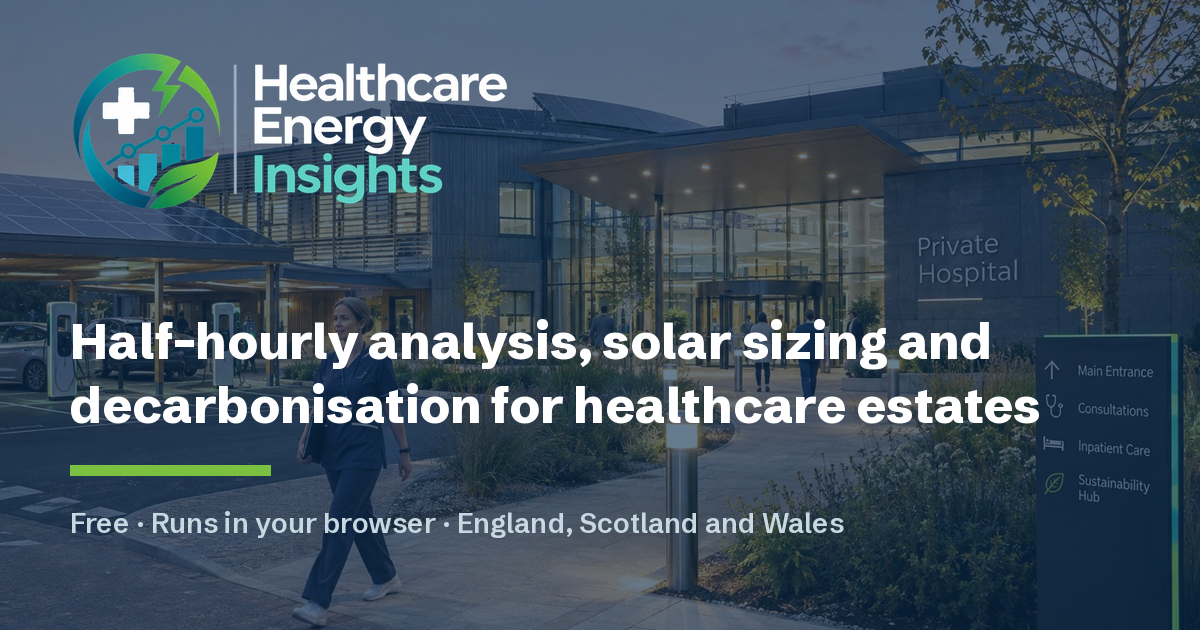 Healthcare
Energy
Insights
Private
Hospital
Half-hourly analysis, solar sizing and
decarbonisation for healthcare estates
Main Entrance
Consultations
Inpatient Care
Sustainability
Hub
Free · Runs in your browser · England, Scotland and Wales